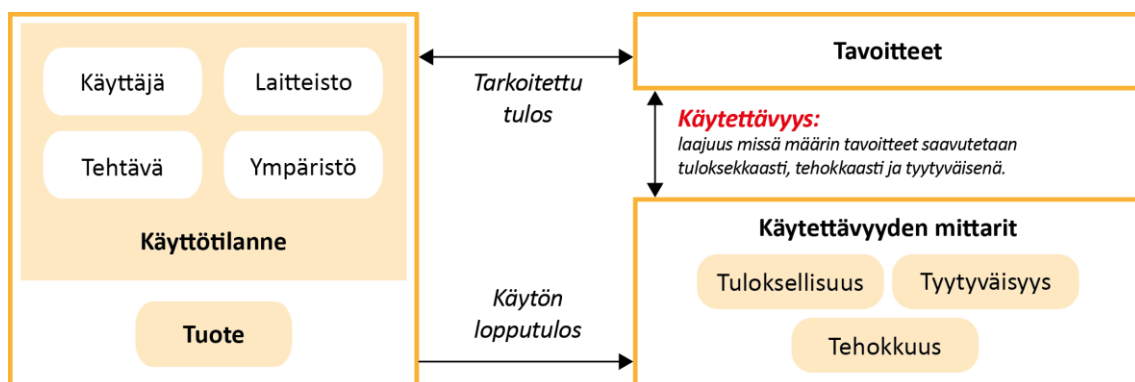 Käyttäjä
Laitteisto
Tehtävä
Ympäristö
Käyttötilanne
Tuote
Tarkoitettu
tulos
Käytön
lopputulos
Tavoitteet
Käytettävyys:
laajuus missä määrin tavoitteet saavutetaan
tuloksekkaasti, tehokkaasti ja tyytyväisenä.
Käytettävyyden mittarit
Tuloksellisuus
Tyytyväisyys
Tehokkuus